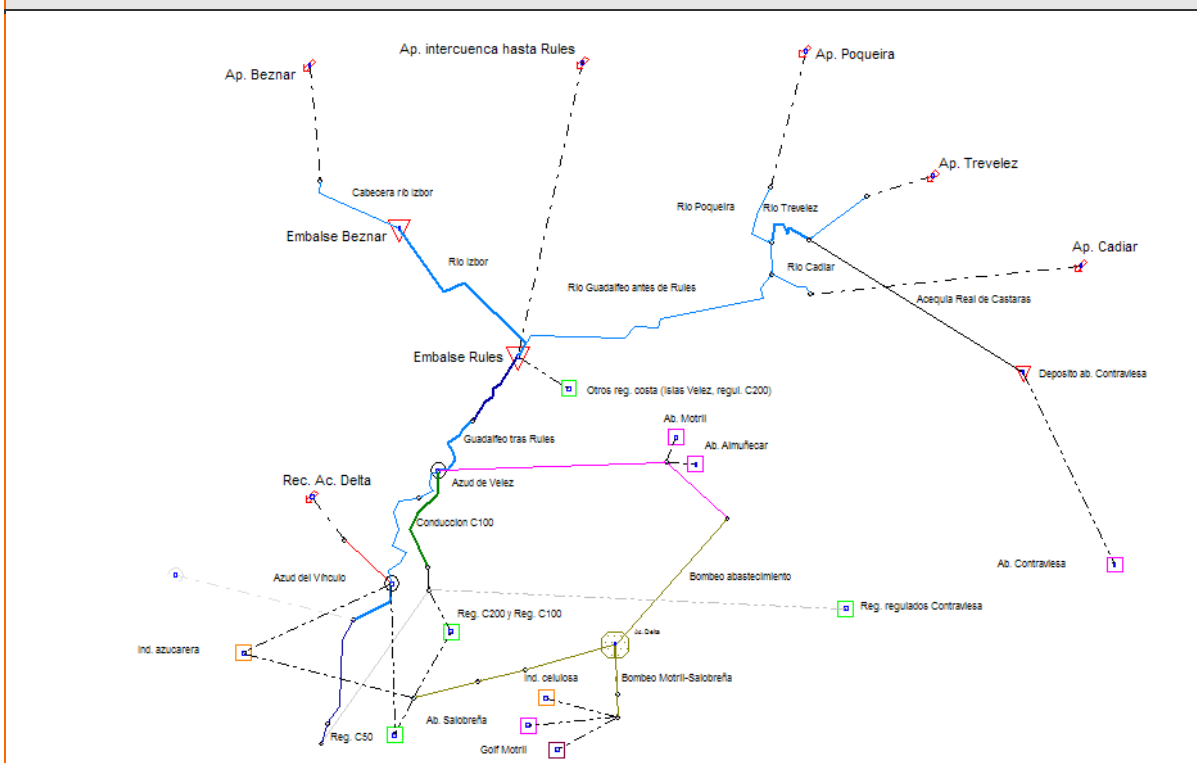 Ap. intercuenca hasta Rules
Ap. Poqueira
Ap. Beznar
Ap. Trevelez
Cabecera río Izbor
Río Poqueira
Río Trevelez
Embalse Beznar
Ap. Cadiar
Río Izbor
Río Cadiar
Río Guadalfeo antes de Rules
Acequia Real de Castaras
Embalse Rules
Deposito ab. Contraviesa
Otros reg. costa (Islas Velez, regul. C200)
Ab. Motril
Guadalfeo tras Rules
Ab. Almuñecar
Rec. Ac. Delta
Azud de Velez
Conduccion C100
Azud del Vínculo
Bombeo abastecimiento
Ab. Contraviesa
Reg. C200 y Reg. C100
Reg. regulados Contraviesa
Ac. Delta
Ind. azucarera
Ind. celulosa
Bombeo Motril-Salobreña
Ab. Salobreña
Reg. C50
Golf Motril